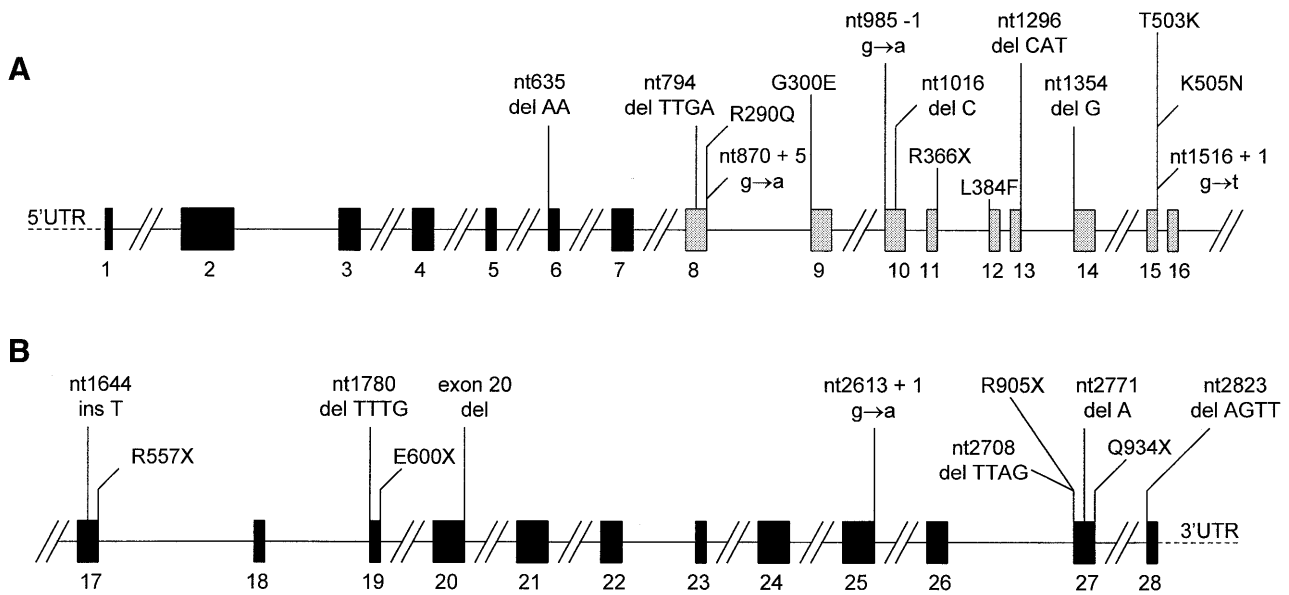 A
nt635
del AA
nt794
del TTGA
R290Q
nt870 + 5
g→a
G300E
nt985 -1
g→a
nt1016
del C
R366X
L384F
nt1296
del CAT
nt1354
del G
T503K
K505N
nt1516 + 1
g→t
5'UTR
1 2 3 4 5 6 7 8 9 10 11 12 13 14 15 16
B
nt1644
ins T
R557X
nt1780
del TTTG
E600X
exon 20
del
nt2613 + 1
g→a
nt2708
del TTAG
R905X
nt2771
del A
Q934X
nt2823
del AGTT
3'UTR
17 18 19 20 21 22 23 24 25 26 27 28